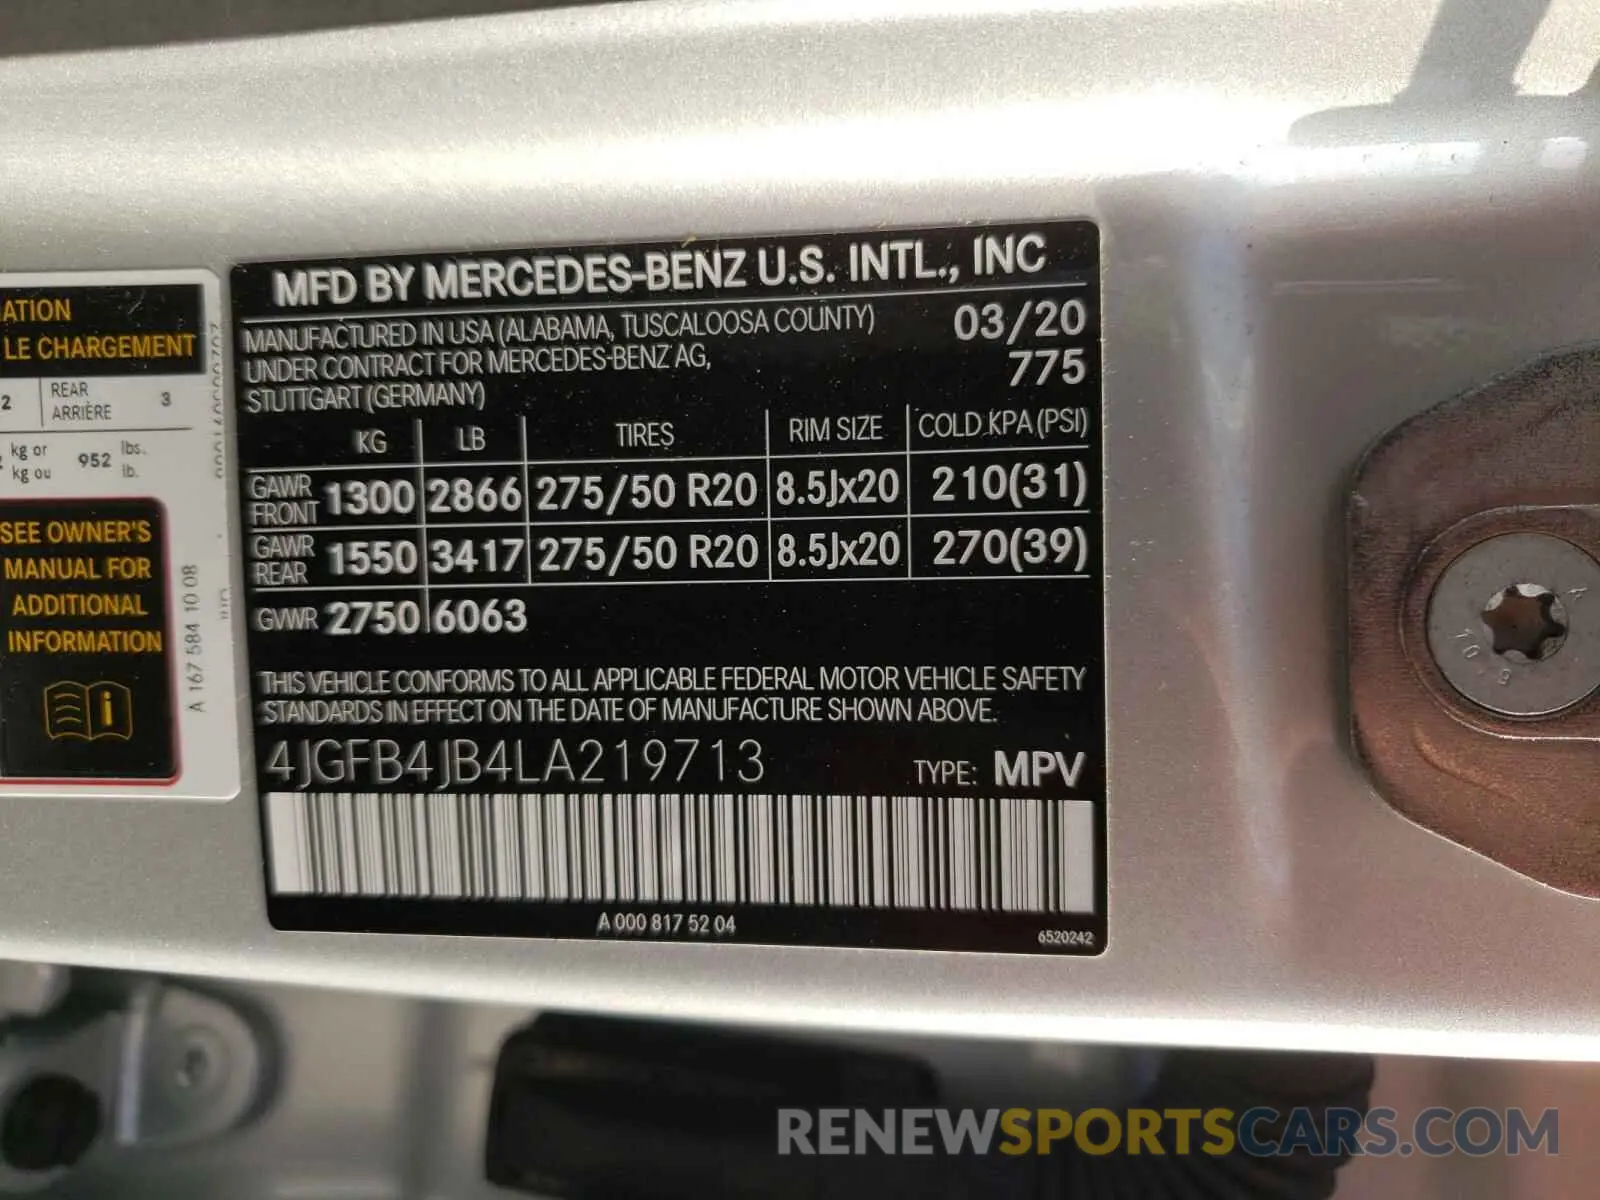 ATION
LE CHARGEMENT
2 REAR ARRIÈRE 3
kg or kg ou 952 lbs. lb.
SEE OWNER'S
MANUAL FOR
ADDITIONAL
INFORMATION
i
A 167 584 10 08
MFD BY MERCEDES-BENZ U.S. INTL., INC
MANUFACTURED IN USA (ALABAMA, TUSCALOOSA COUNTY) 03/20
UNDER CONTRACT FOR MERCEDES-BENZ AG, 775
STUTTGART (GERMANY)
KG LB TIRES RIM SIZE COLD KPA (PSI)
GAWR FRONT 1300 2866 275/50 R20 8.5Jx20 210(31)
GAWR REAR 1550 3417 275/50 R20 8.5Jx20 270(39)
GVWR 2750 6063
THIS VEHICLE CONFORMS TO ALL APPLICABLE FEDERAL MOTOR VEHICLE SAFETY
STANDARDS IN EFFECT ON THE DATE OF MANUFACTURE SHOWN ABOVE.
4JGFB4JB4LA219713 TYPE: MPV
A 000 817 52 04
6520242
10.9
RENEWSPORTSCARS.COM